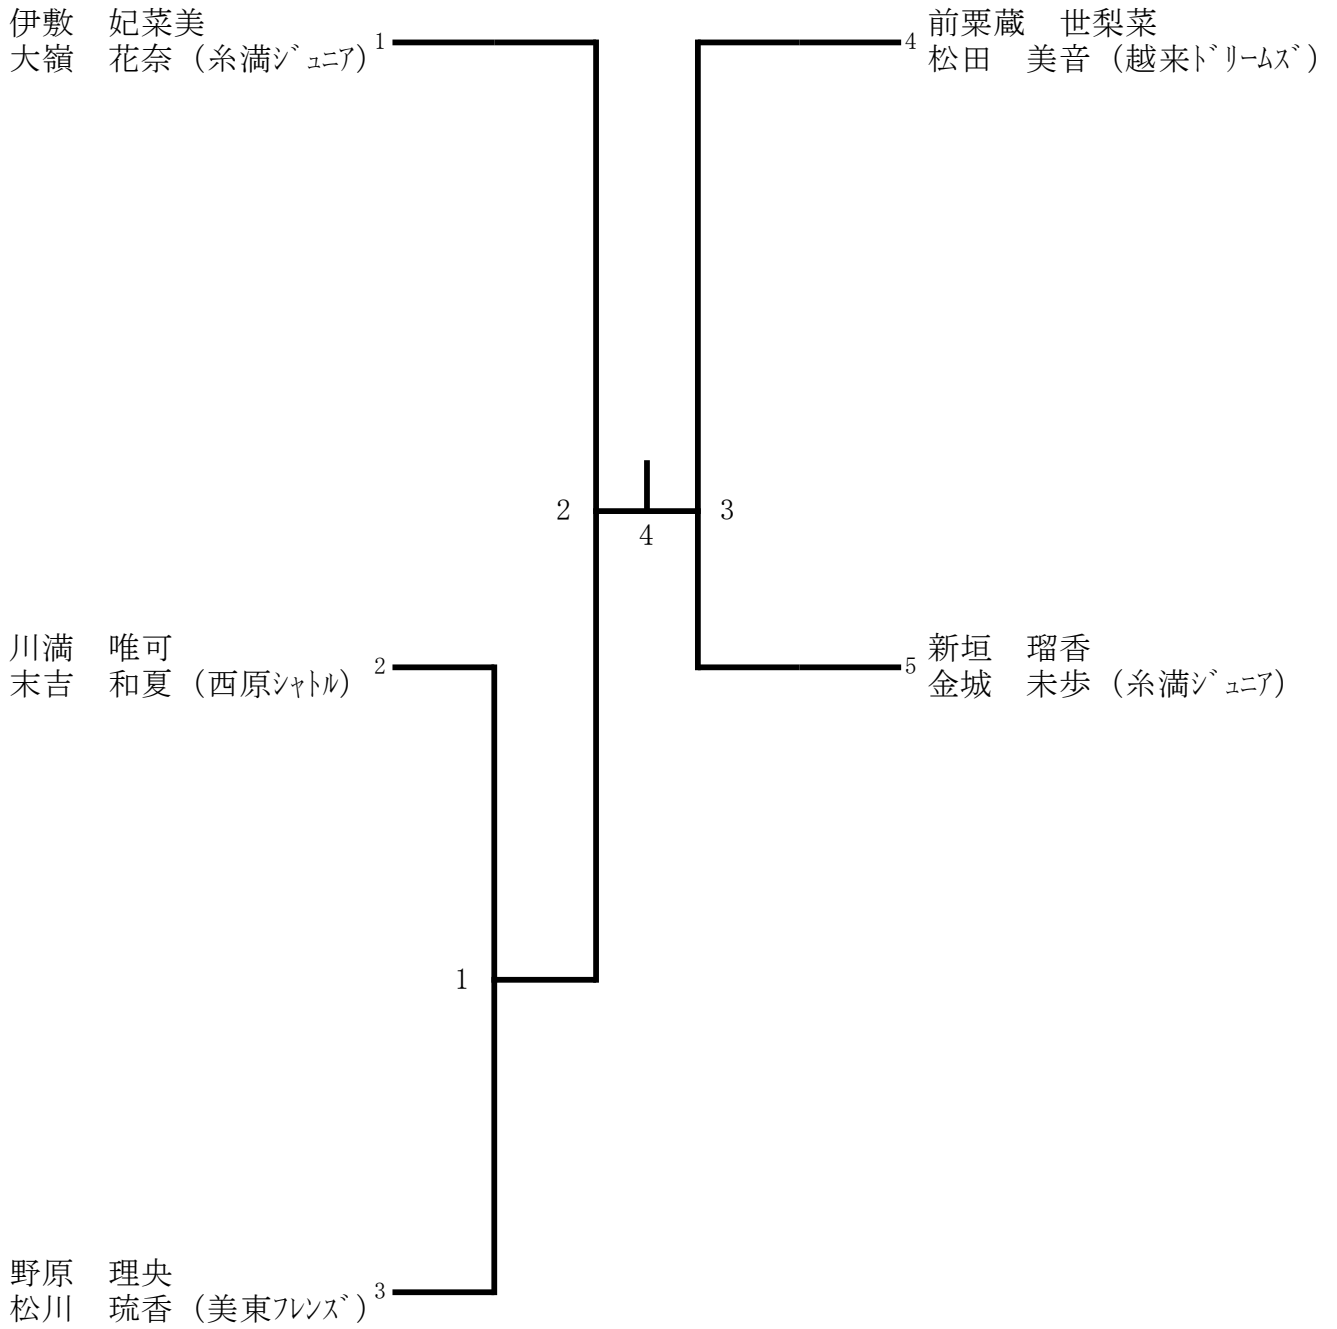 伊敷　妃菜美
大嶺　花奈（糸満ｼﾞｭﾆｱ）
1
前粟蔵　世梨菜
松田　美音（越来ﾄﾞﾘｰﾑｽﾞ）
4
2
3
4
川満　唯可
末吉　和夏（西原ｼｬﾄﾙ）
2
新垣　瑠香
金城　未歩（糸満ｼﾞｭﾆｱ）
5
1
野原　理央
松川　琉香（美東ﾌﾚﾝｽﾞ）
3